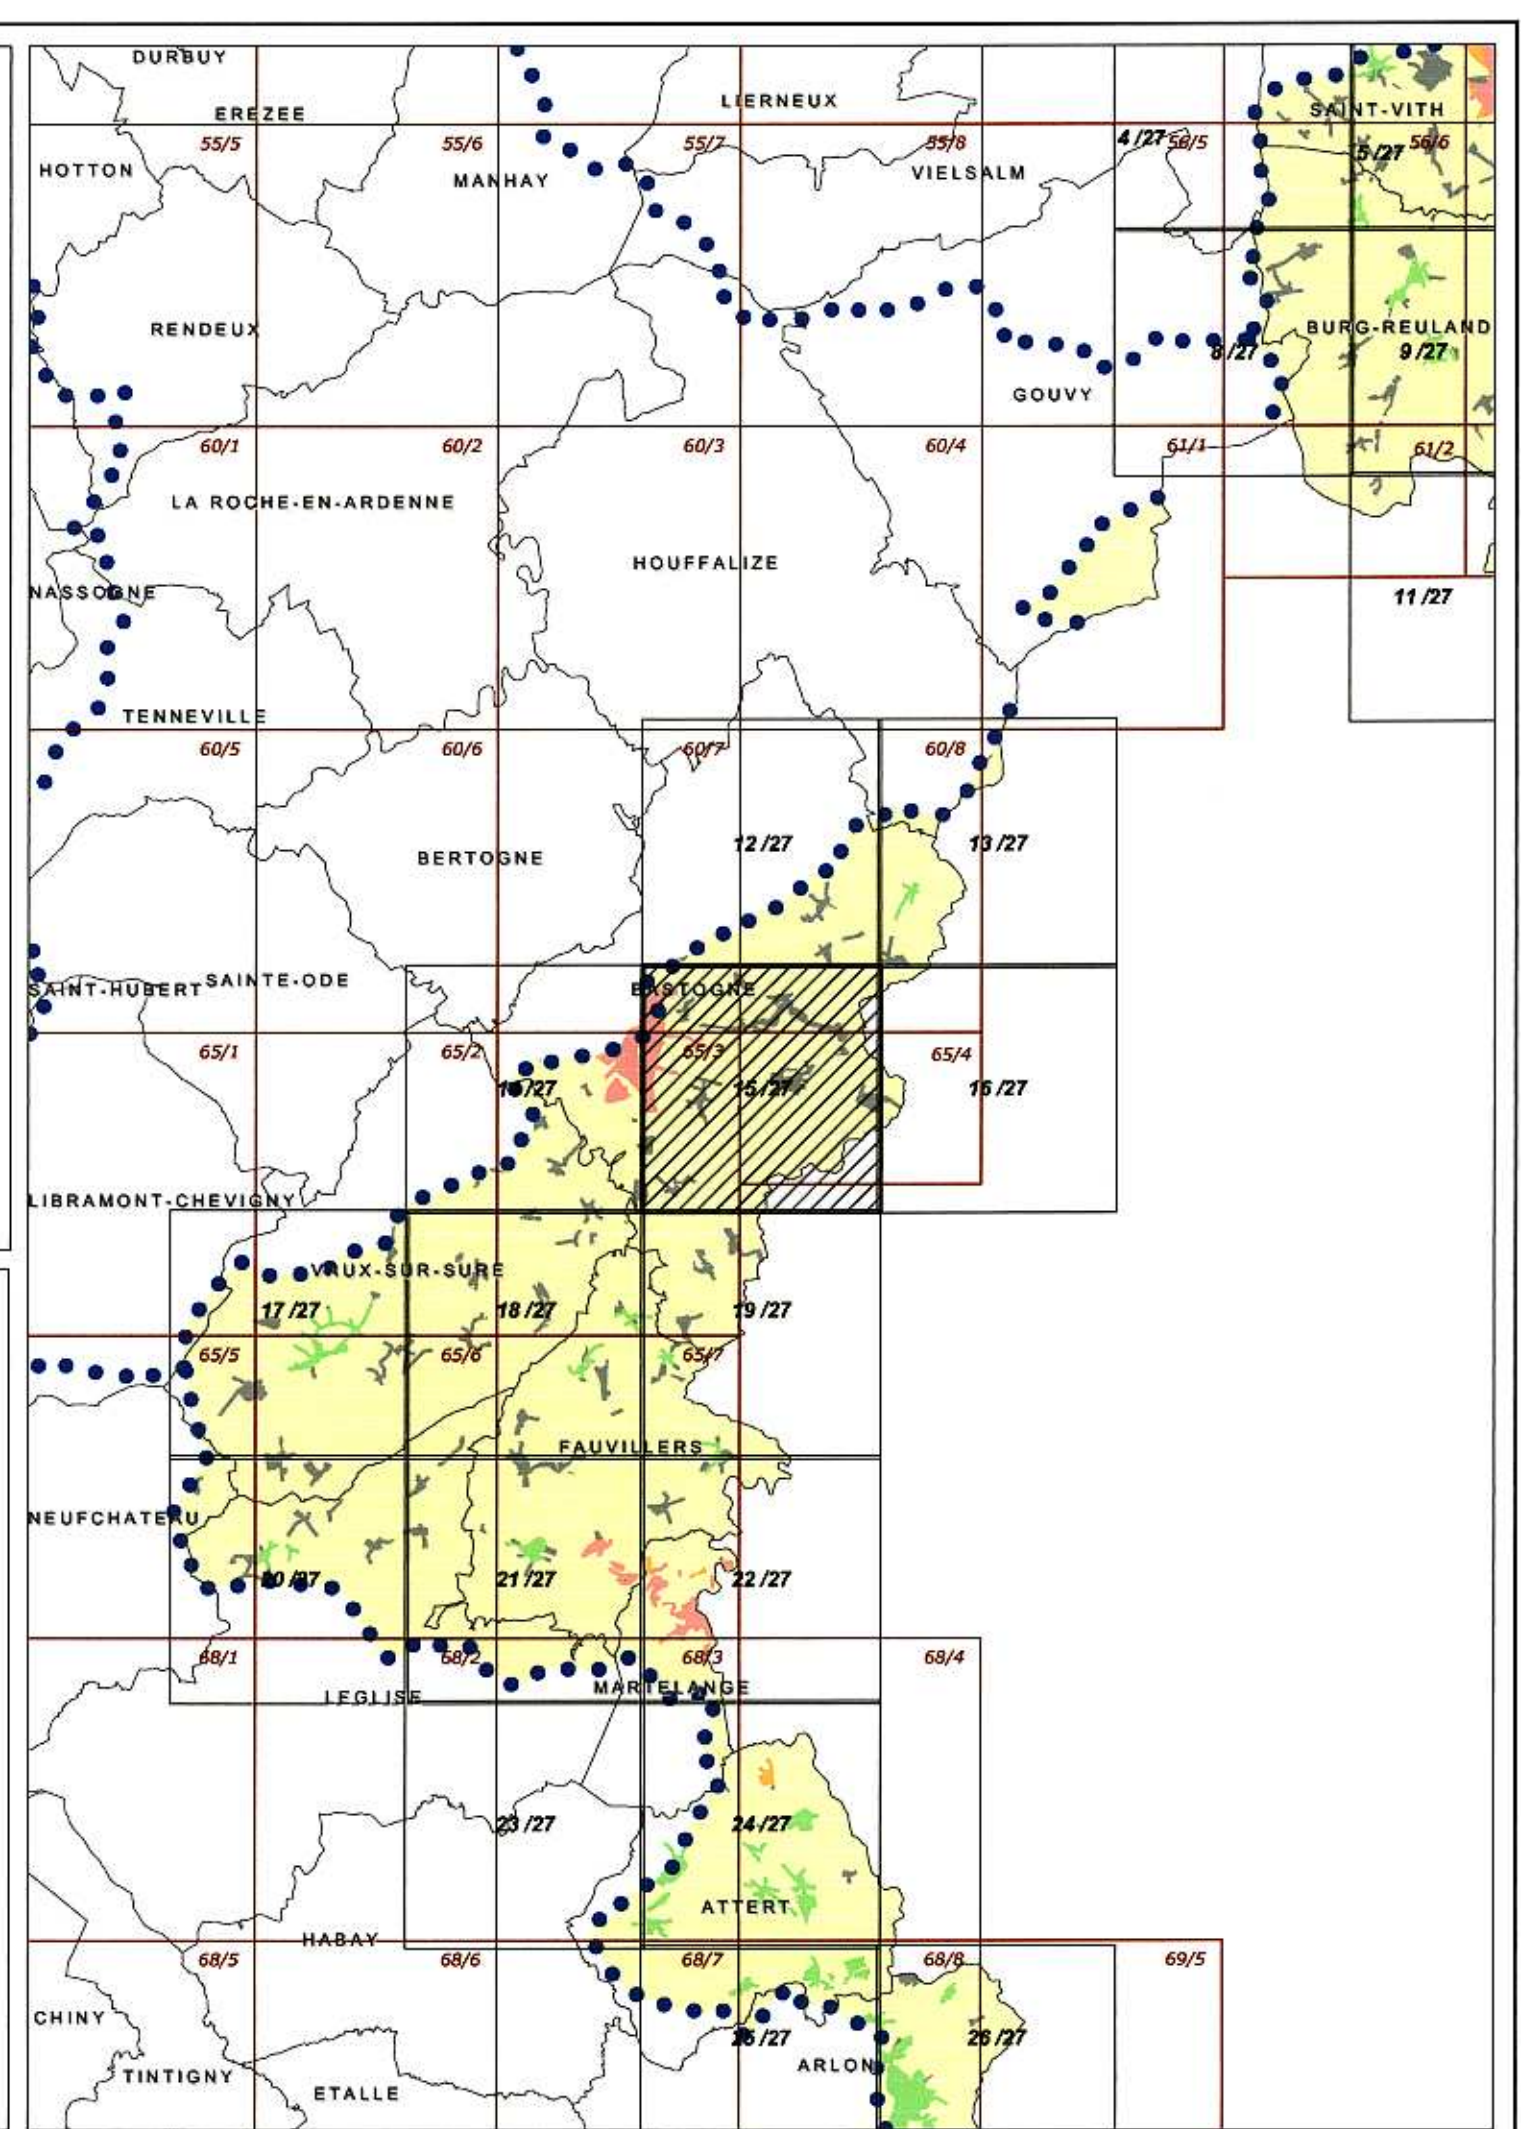 DURBUY
EREZEE
LIERNEUX
SAINT-VITH
55/5
55/6
55/7
55/8
4 /27
56/5
5 /27
56/6
HOTTON
MANHAY
VIELSALM
RENDEUX
BURG-REULAND
8 /27
9 /27
GOUVY
60/1
60/2
60/3
60/4
61/1
61/2
LA ROCHE-EN-ARDENNE
HOUFFALIZE
NASSOGNE
11 /27
TENNEVILLE
60/5
60/6
60/7
60/8
12 /27
13 /27
BERTOGNE
SAINT-HUBERT
SAINTE-ODE
BASTOGNE
65/1
65/2
65/3
65/4
14 /27
15 /27
16 /27
LIBRAMONT-CHEVIGNY
VAUX-SUR-SURE
17 /27
18 /27
19 /27
65/5
65/6
65/7
FAUVILLERS
NEUFCHATEAU
20 /27
21 /27
22 /27
68/1
68/2
68/3
68/4
LEGLISE
MARTELANGE
23 /27
24 /27
ATTERT
HABAY
68/5
68/6
68/7
68/8
69/5
CHINY
25 /27
26 /27
ARLON
TINTIGNY
ETALLE